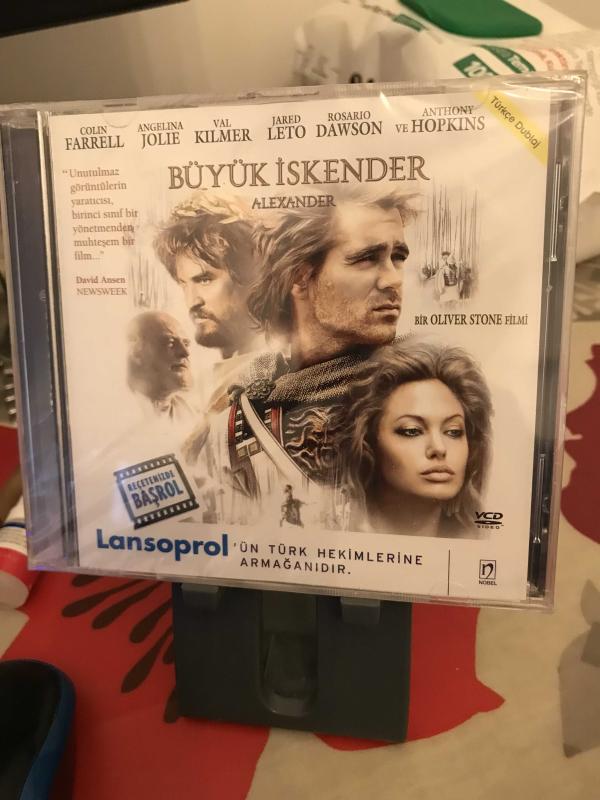 COLIN FARRELL
ANGELINA JOLIE
VAL KILMER
JARED LETO
ROSARIO DAWSON
VE ANTHONY HOPKINS
Türkçe Dublaj
BÜYÜK İSKENDER
ALEXANDER
"Unutulmaz
görüntülerin
yaratıcısı,
birinci sınıf bir
yönetmenden
muhteşem bir
film..."
David Ansen
NEWSWEEK
BİR OLIVER STONE FİLMİ
REÇETENİZDE
BAŞROL
VCD
VIDEO
Lansoprol'ÜN TÜRK HEKİMLERİNE
ARMAĞANIDIR.
n
NOBEL